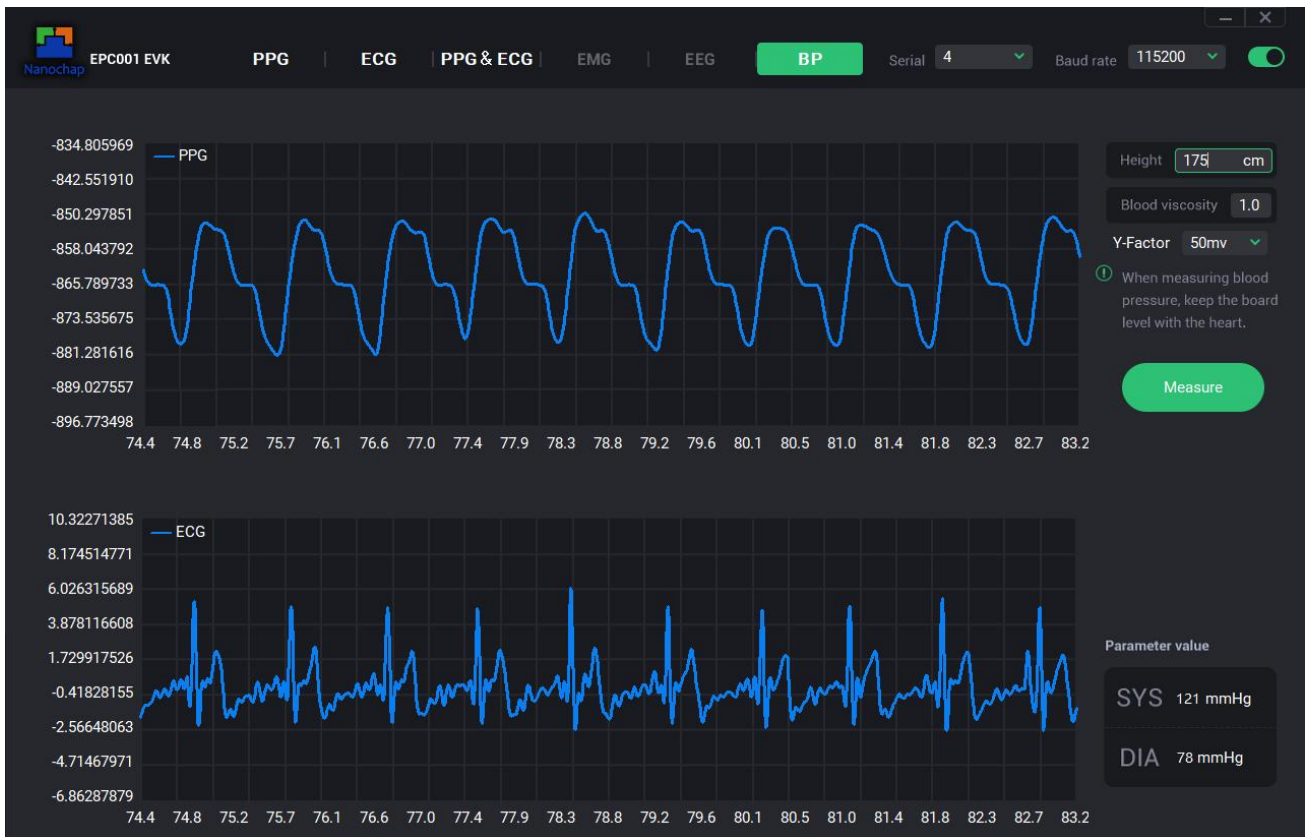 Nanochap
EPC001 EVK
PPG
ECG
PPG & ECG
EMG
EEG
BP
Serial 4
Baud rate 115200
-834.805969
-842.551910
-850.297851
-858.043792
-865.789733
-873.535675
-881.281616
-889.027557
-896.773498
PPG
74.4 74.8 75.2 75.7 76.1 76.6 77.0 77.4 77.9 78.3 78.8 79.2 79.6 80.1 80.5 81.0 81.4 81.8 82.3 82.7 83.2
Height 175 cm
Blood viscosity 1.0
Y-Factor 50mv
When measuring blood
pressure, keep the board
level with the heart.
Measure
10.32271385
8.174514771
6.026315689
3.878116608
1.729917526
-0.41828155
-2.56648063
-4.71467971
-6.86287879
ECG
74.4 74.8 75.2 75.7 76.1 76.6 77.0 77.4 77.9 78.3 78.8 79.2 79.6 80.1 80.5 81.0 81.4 81.8 82.3 82.7 83.2
Parameter value
SYS 121 mmHg
DIA 78 mmHg